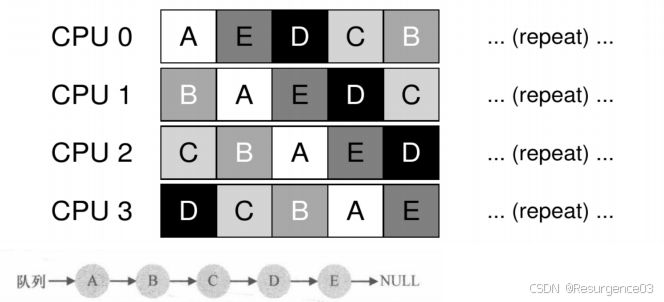 CPU 0 A E D C B ... (repeat) ...
CPU 1 B A E D C ... (repeat) ...
CPU 2 C B A E D ... (repeat) ...
CPU 3 D C B A E ... (repeat) ...
队列 A B C D E NULL
CSDN @Resurgence03